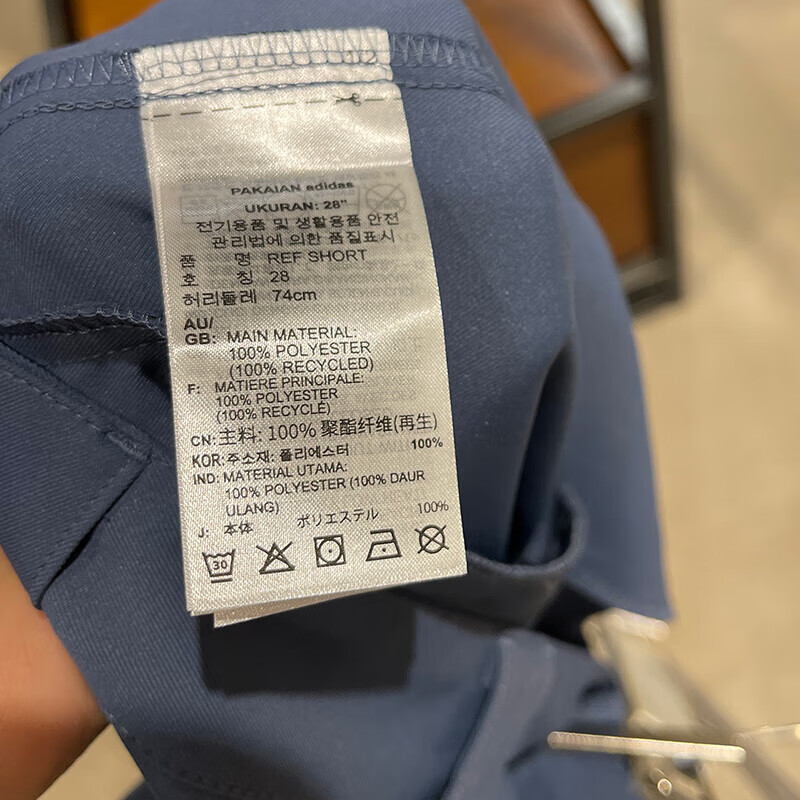 PAKAIAN adidas
UKURAN: 28"
전기용품 및 생활용품 안전
관리법에 의한 품질표시
품 명 REF SHORT
호 칭 28
허리둘레 74cm
AU/
GB: MAIN MATERIAL:
100% POLYESTER
(100% RECYCLED)
F: MATIERE PRINCIPALE:
100% POLYESTER
(100% RECYCLÉ)
CN: 主料: 100% 聚酯纤维(再生)
KOR: 주소재: 폴리에스터 100%
IND: MATERIAL UTAMA:
100% POLYESTER (100% DAUR
ULANG)
J: 本体 ポリエステル 100%
30